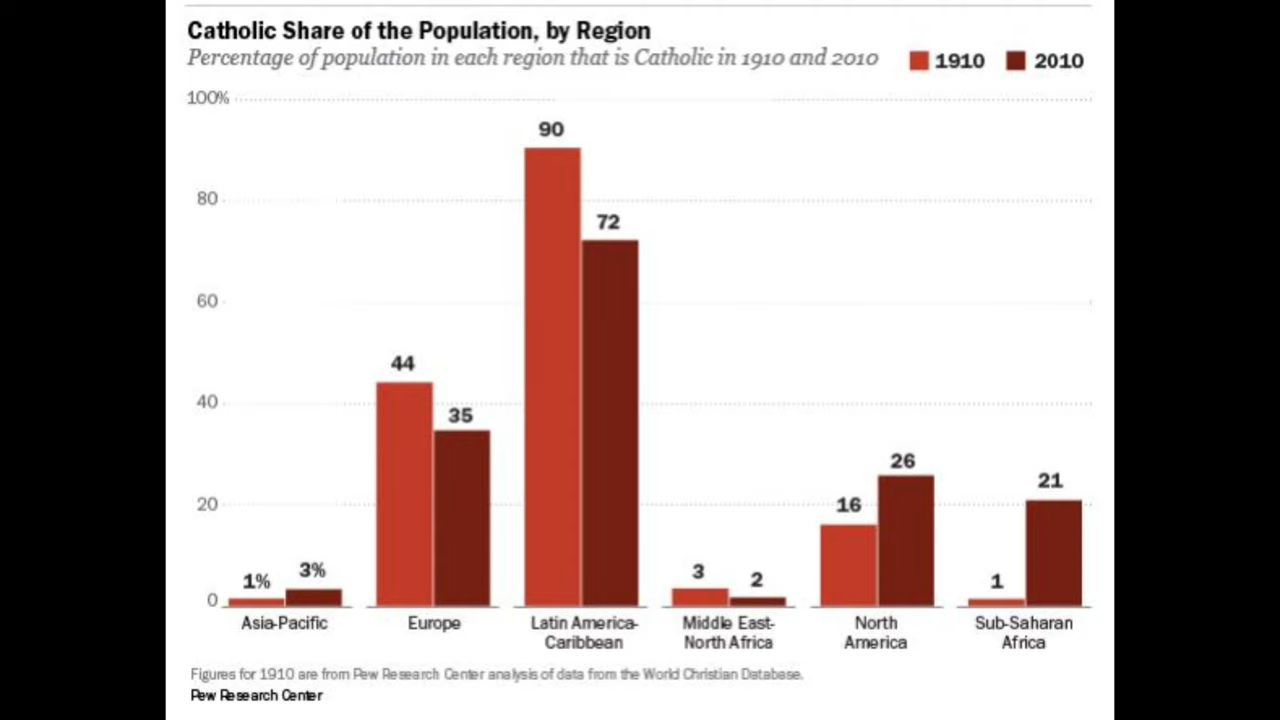 Catholic Share of the Population, by Region
Percentage of population in each region that is Catholic in 1910 and 2010
1910 2010
100%
80
60
40
20
0
1% 3%
44 35
90 72
3 2
16 26
1 21
Asia-Pacific
Europe
Latin America-
Caribbean
Middle East-
North Africa
North
America
Sub-Saharan
Africa
Figures for 1910 are from Pew Research Center analysis of data from the World Christian Database.
Pew Research Center